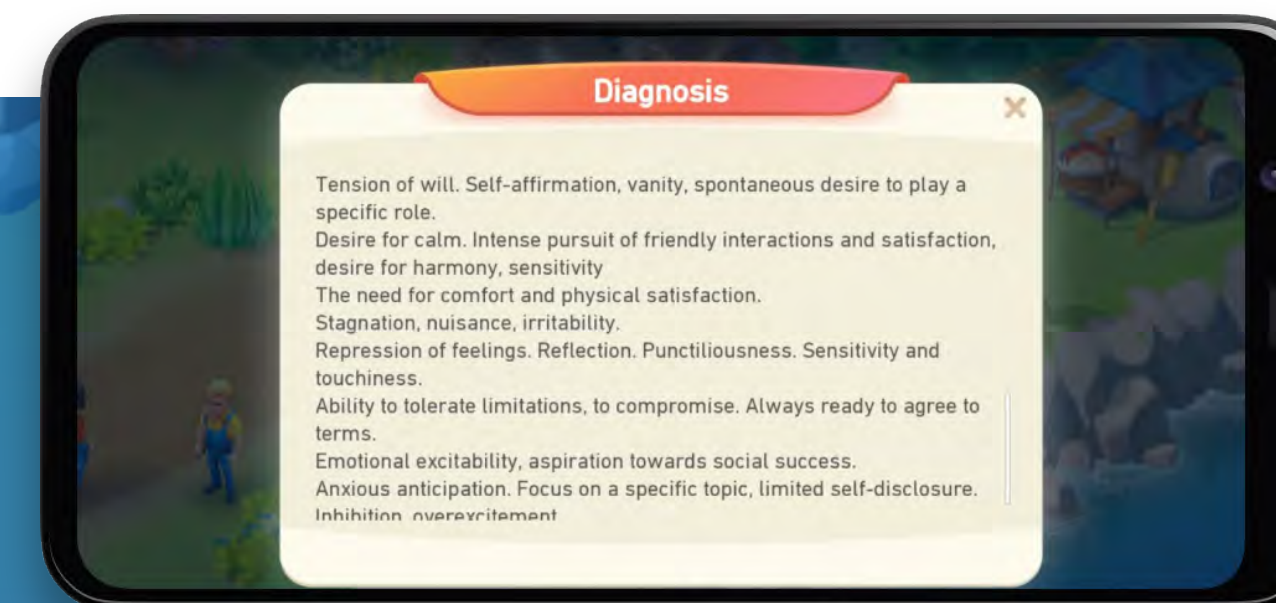 Diagnosis
Tension of will. Self-affirmation, vanity, spontaneous desire to play a
specific role.
Desire for calm. Intense pursuit of friendly interactions and satisfaction,
desire for harmony, sensitivity
The need for comfort and physical satisfaction.
Stagnation, nuisance, irritability.
Repression of feelings. Reflection. Punctiliousness. Sensitivity and
touchiness.
Ability to tolerate limitations, to compromise. Always ready to agree to
terms.
Emotional excitability, aspiration towards social success.
Anxious anticipation. Focus on a specific topic, limited self-disclosure.
Inhibition, overexcitement